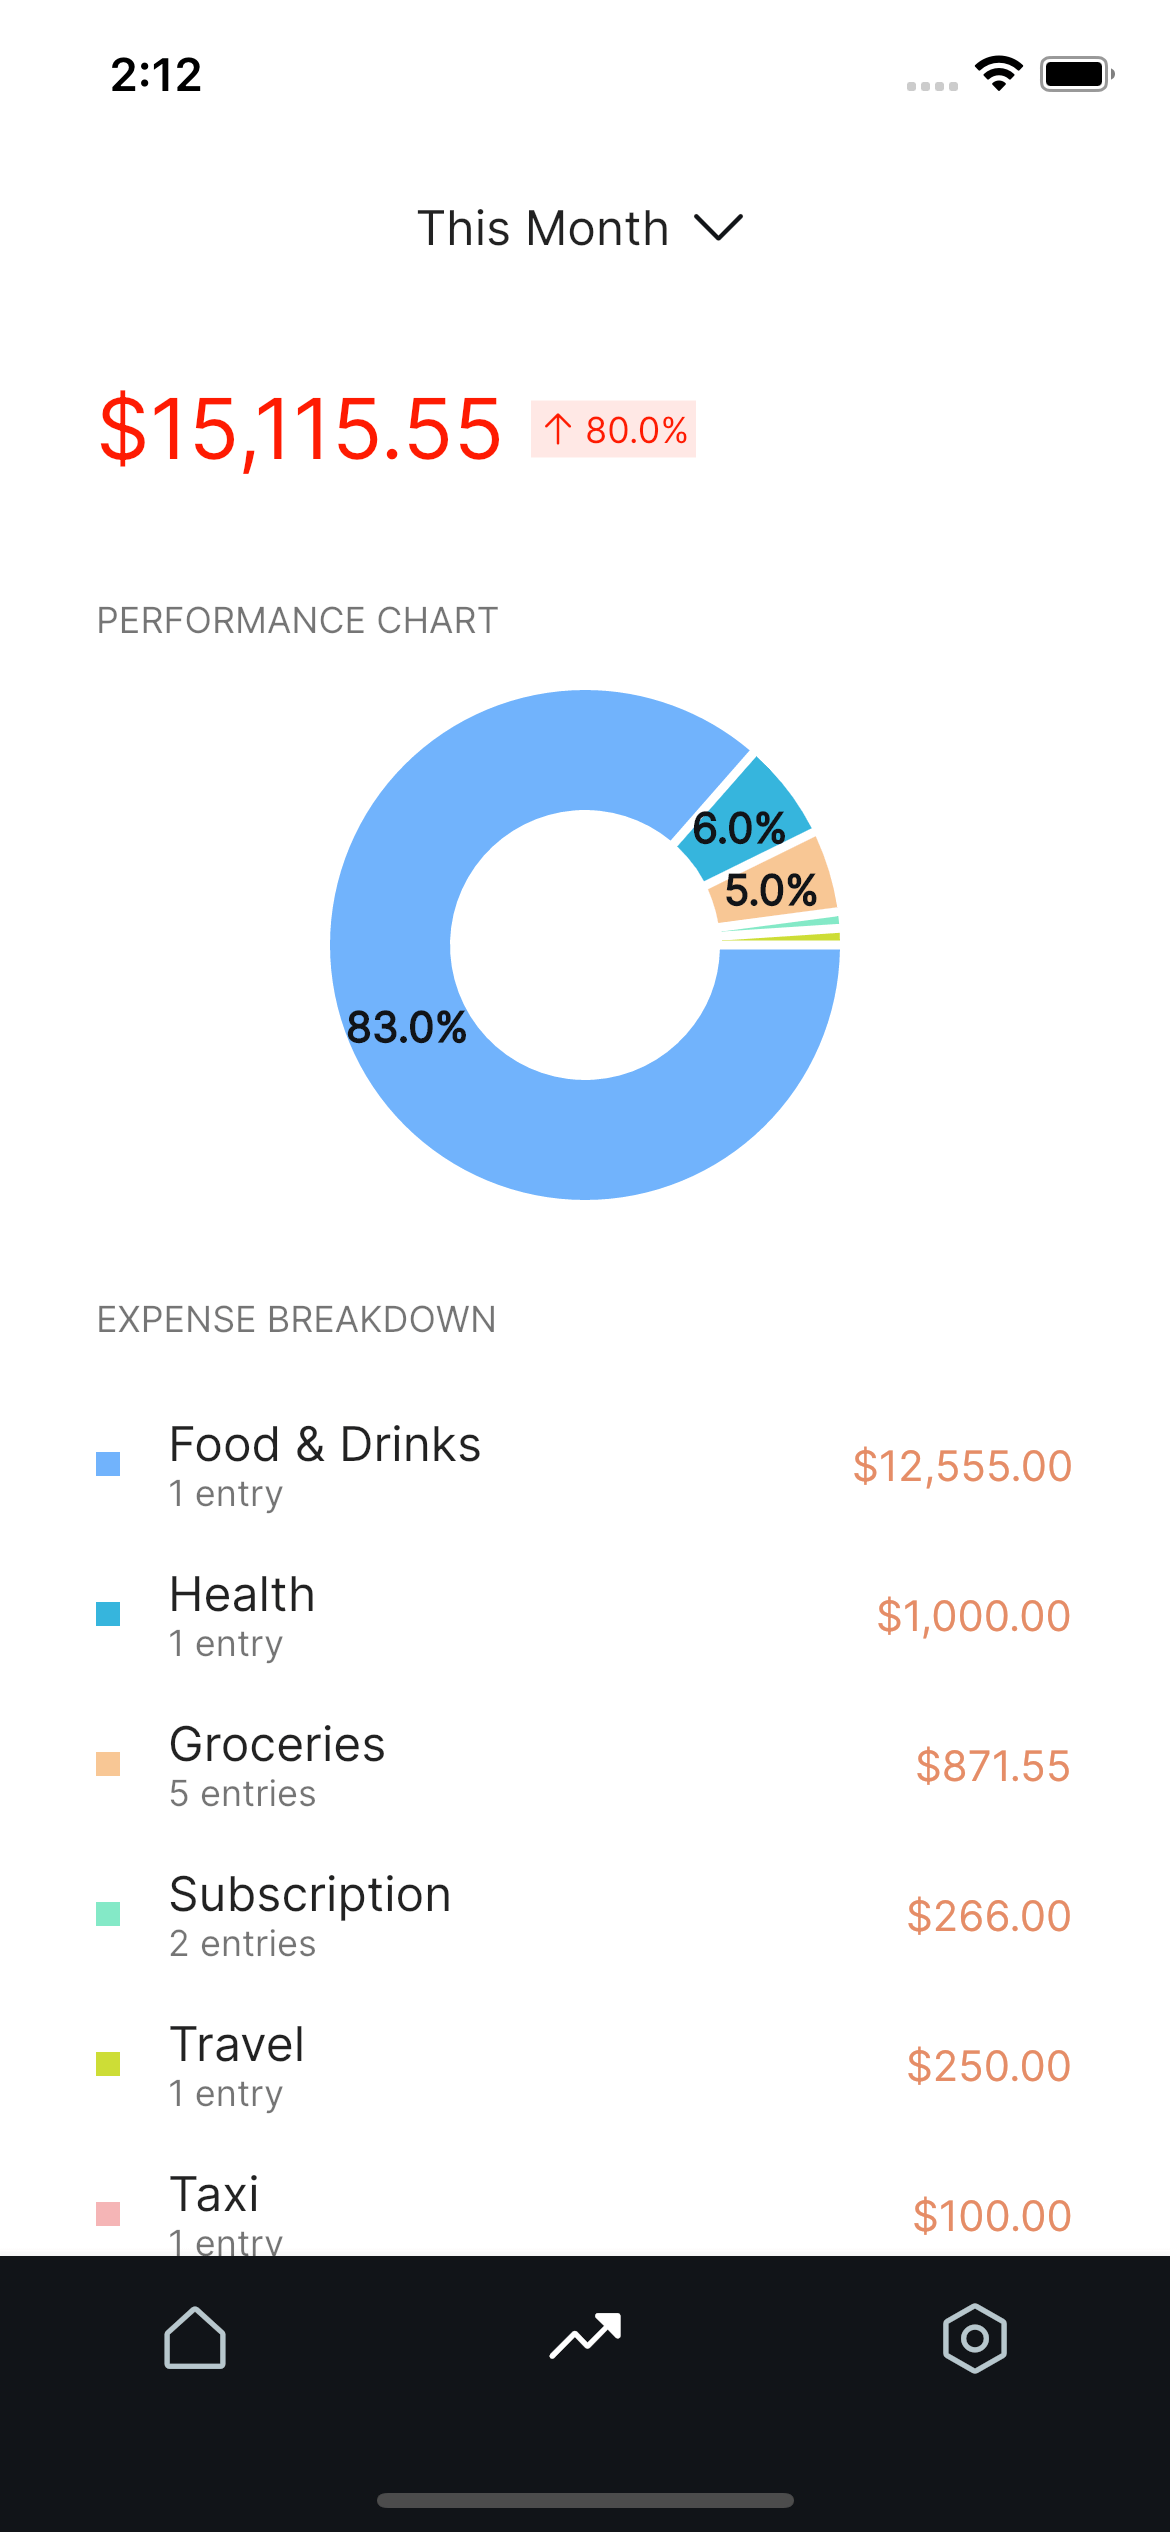 2:12
This Month
$15,115.55 ↑ 80.0%
PERFORMANCE CHART
6.0%
5.0%
83.0%
EXPENSE BREAKDOWN
Food & Drinks
1 entry
$12,555.00
Health
1 entry
$1,000.00
Groceries
5 entries
$871.55
Subscription
2 entries
$266.00
Travel
1 entry
$250.00
Taxi
1 entry
$100.00